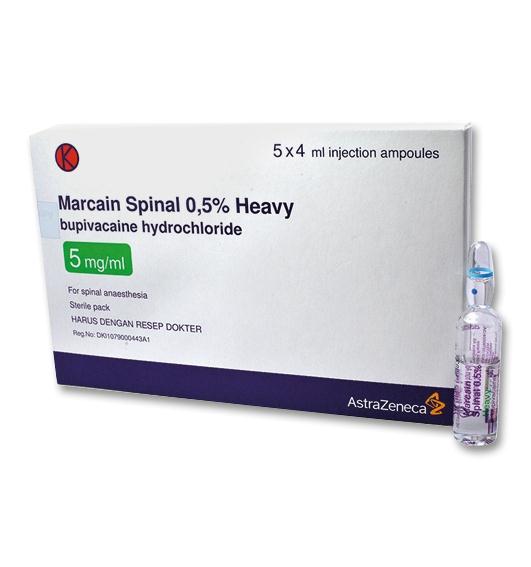 K
5 x 4 ml injection ampoules
Marcain Spinal 0,5% Heavy
bupivacaine hydrochloride
5 mg/ml
For spinal anaesthesia
Sterile pack
HARUS DENGAN RESEP DOKTER
Reg.No: DKI1079000443A1
AstraZeneca
Marcain
Spinal 0,5%
Heavy